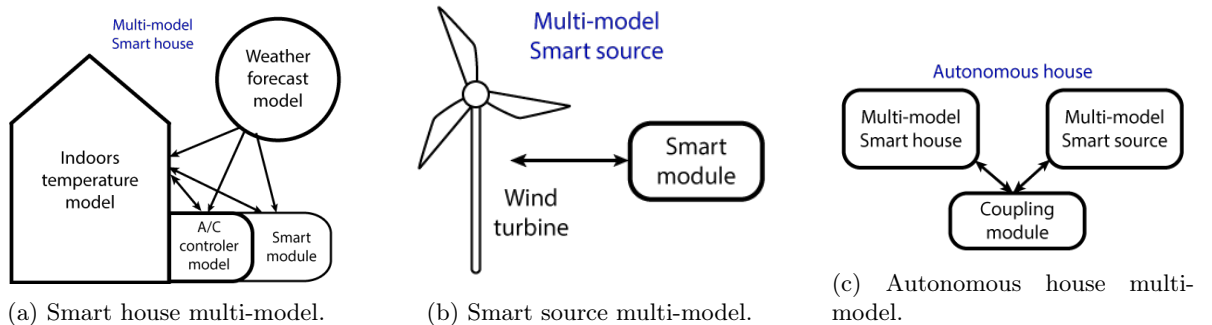 Multi-model
Smart house
Weather
forecast
model
Indoors
temperature
model
A/C
controler
model
Smart
module
(a) Smart house multi-model.
Multi-model
Smart source
Smart
module
Wind
turbine
(b) Smart source multi-model.
Autonomous house
Multi-model
Smart house
Multi-model
Smart source
Coupling
module
(c) Autonomous house multi-
model.